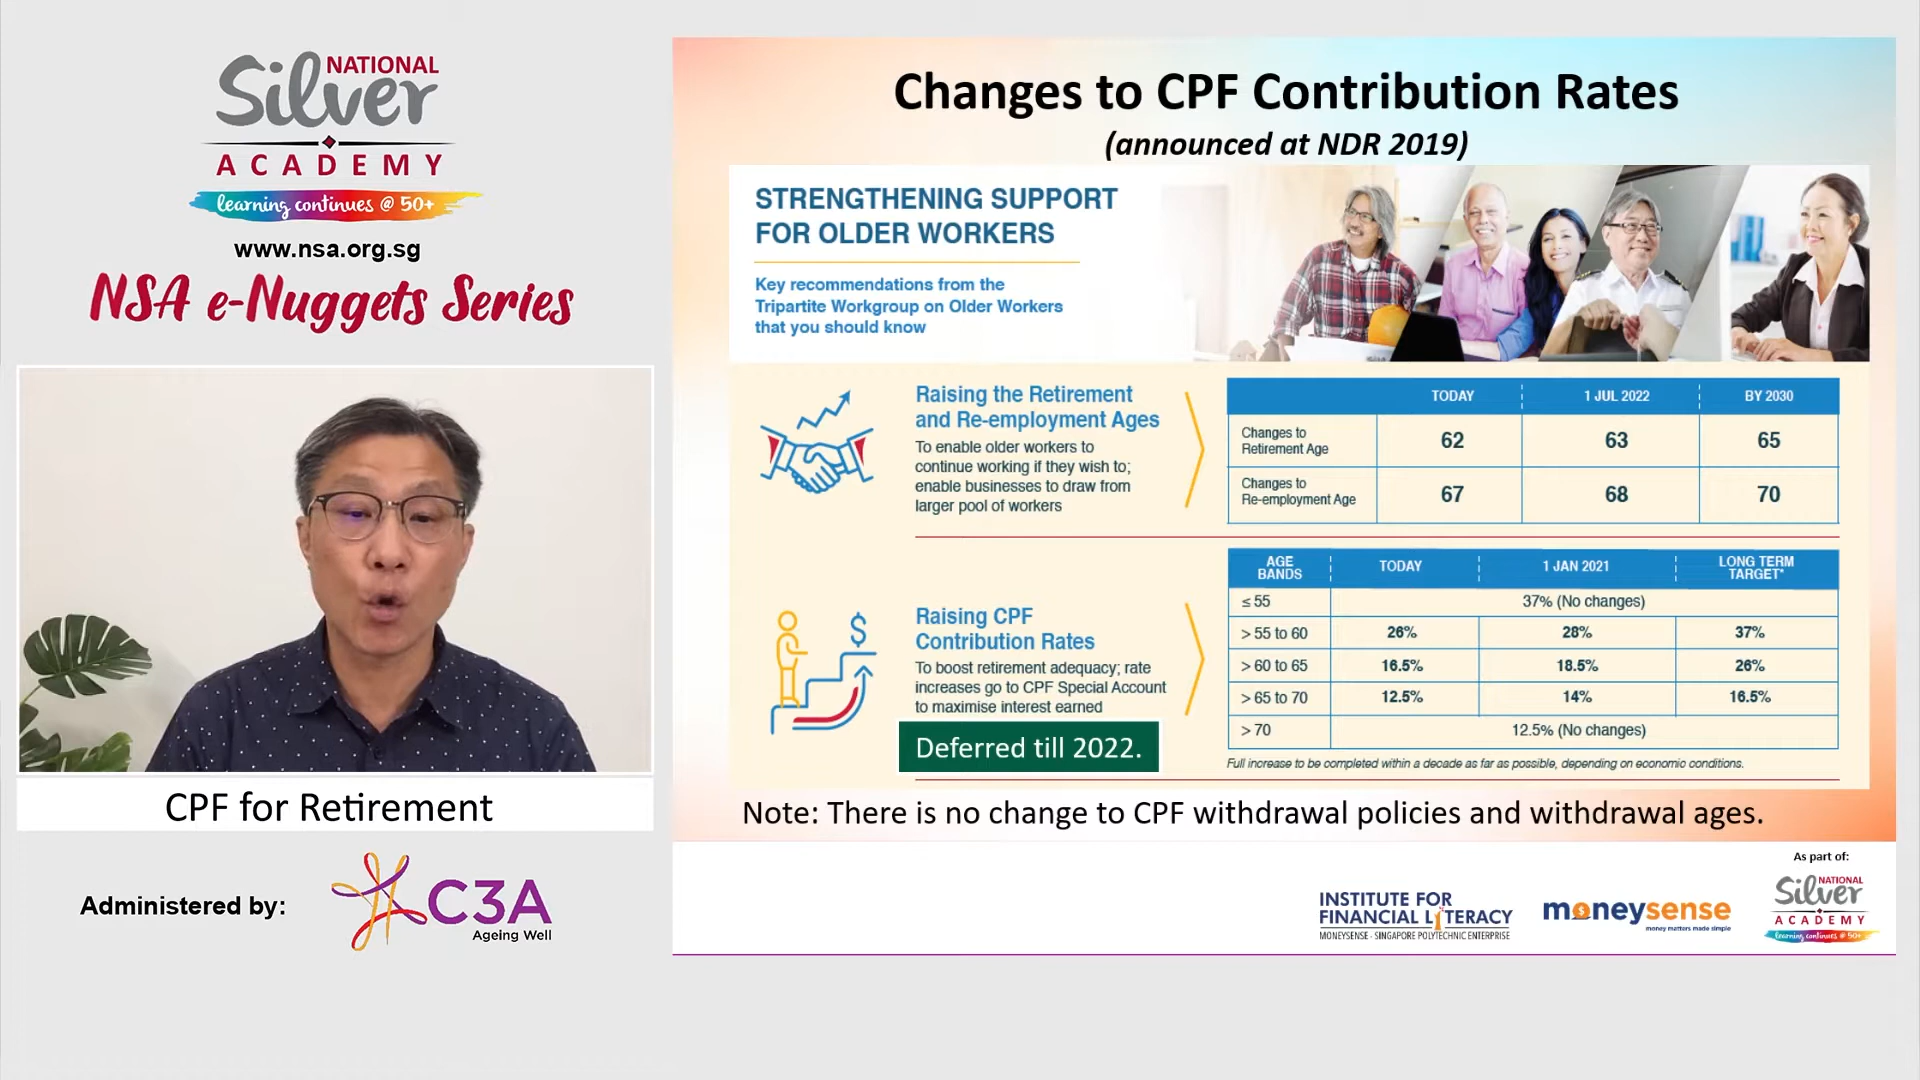 NATIONAL
Silver
ACADEMY
learning continues @ 50+
www.nsa.org.sg
NSA e-Nuggets Series
CPF for Retirement
Administered by:
C3A
Ageing Well
Changes to CPF Contribution Rates
(announced at NDR 2019)
STRENGTHENING SUPPORT
FOR OLDER WORKERS
Key recommendations from the
Tripartite Workgroup on Older Workers
that you should know
Raising the Retirement
and Re-employment Ages
To enable older workers to
continue working if they wish to;
enable businesses to draw from
larger pool of workers
TODAY 1 JUL 2022 BY 2030
Changes to
Retirement Age 62 63 65
Changes to
Re-employment Age 67 68 70
Raising CPF
Contribution Rates
To boost retirement adequacy; rate
increases go to CPF Special Account
to maximise interest earned
Deferred till 2022.
AGE BANDS TODAY 1 JAN 2021 LONG TERM TARGET*
≤ 55 37% (No changes)
> 55 to 60 26% 28% 37%
> 60 to 65 16.5% 18.5% 26%
> 65 to 70 12.5% 14% 16.5%
> 70 12.5% (No changes)
Full increase to be completed within a decade as far as possible, depending on economic conditions.
Note: There is no change to CPF withdrawal policies and withdrawal ages.
INSTITUTE FOR
FINANCIAL LITERACY
MONEYSENSE - SINGAPORE POLYTECHNIC ENTERPRISE
moneysense
money matters made simple
As part of:
NATIONAL
Silver
ACADEMY
learning continues @ 50+